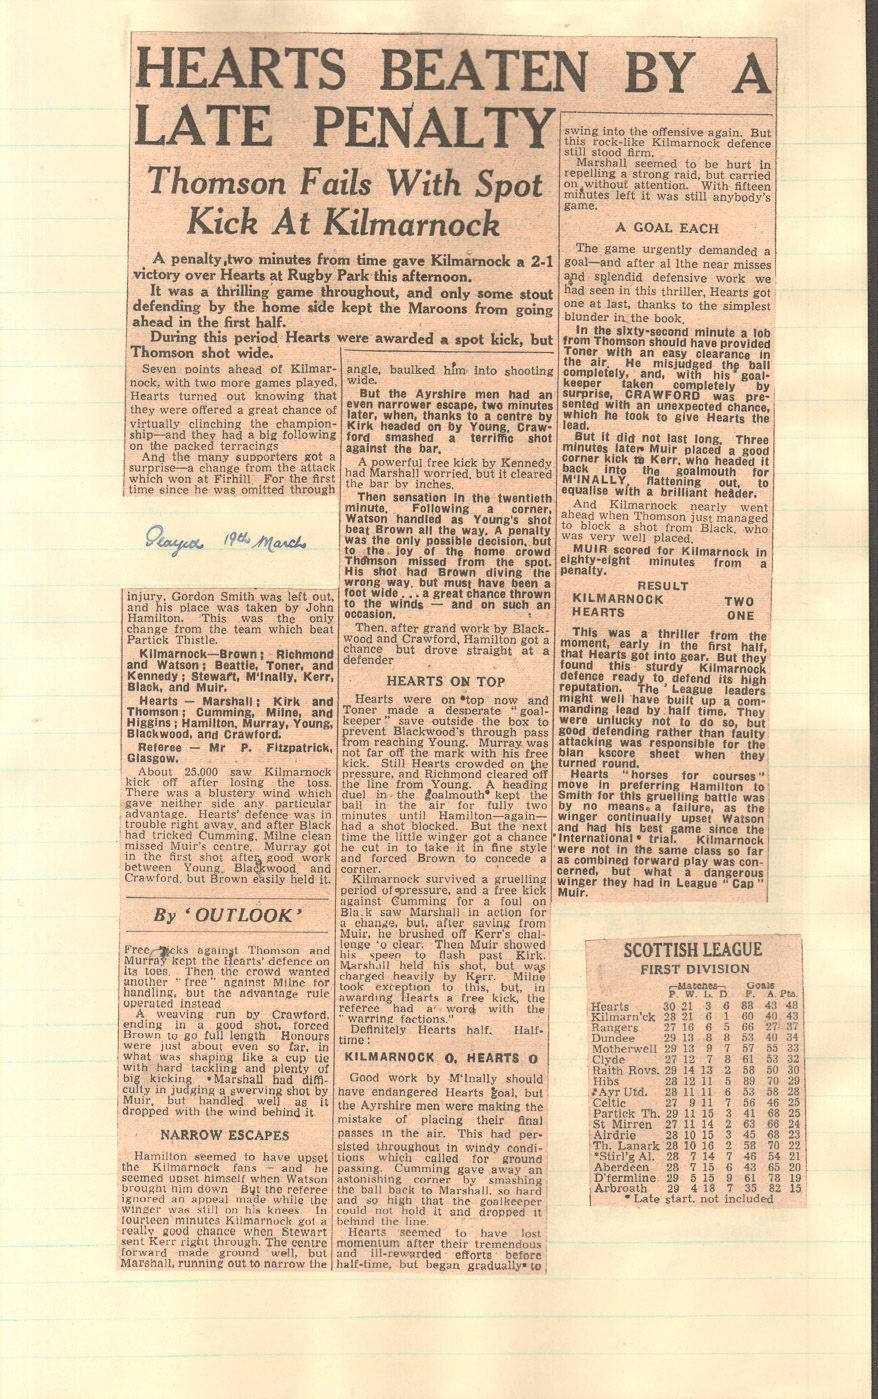 HEARTS BEATEN BY A
LATE PENALTY
Thomson Fails With Spot
Kick At Kilmarnock
A penalty two minutes from time gave Kilmarnock a 2-1
victory over Hearts at Rugby Park this afternoon.
It was a thrilling game throughout, and only some stout
defending by the home side kept the Maroons from going
ahead in the first half.
During this period Hearts were awarded a spot kick, but
Thomson shot wide.
Seven points ahead of Kilmar-
nock, with two more games played,
Hearts turned out knowing that
they were offered a great chance of
virtually clinching the champion-
ship—and they had a big following
on the packed terracings
And the many supporters got a
surprise—a change from the attack
which won at Firhill. For the first
time since he was omitted through
Played 19th March
injury, Gordon Smith was left out,
and his place was taken by John
Hamilton. This was the only
change from the team which beat
Partick Thistle.
Kilmarnock—Brown; Richmond
and Watson; Beattie, Toner, and
Kennedy; Stewart, M'Inally, Kerr,
Black, and Muir.
Hearts — Marshall; Kirk and
Thomson; Cumming, Milne, and
Higgins; Hamilton, Murray, Young,
Blackwood, and Crawford.
Referee — Mr P. Fitzpatrick,
Glasgow.
About 25,000 saw Kilmarnock
kick off after losing the toss.
There was a blustery wind which
gave neither side any particular
advantage. Hearts' defence was in
trouble right away, and after Black
had tricked Cumming, Milne clean
missed Muir's centre. Murray got
in the first shot after good work
between Young, Blackwood and
Crawford, but Brown easily held it.
By 'OUTLOOK'
Free kicks against Thomson and
Murray kept the Hearts' defence on
its toes. Then the crowd wanted
another "free" against Milne for
handling, but the advantage rule
operated instead
A weaving run by Crawford,
ending in a good shot, forced
Brown to go full length Honours
were just about even so far, in
what was shaping like a cup tie
with hard tackling and plenty of
big kicking Marshall had diffi-
culty in judging a swerving shot by
Muir, but handled well as it
dropped with the wind behind it
NARROW ESCAPES
Hamilton seemed to have upset
the Kilmarnock fans — and he
seemed upset himself when Watson
brought him down But the referee
ignored an appeal made while the
winger was still on his knees In
fourteen minutes Kilmarnock got a
really good chance when Stewart
sent Kerr right through. The centre
forward made ground well, but
Marshall, running out to narrow the
angle, baulked him into shooting
wide.
But the Ayrshire men had an
even narrower escape, two minutes
later, when, thanks to a centre by
Kirk headed on by Young, Craw-
ford smashed a terrific shot
against the bar.
A powerful free kick by Kennedy
had Marshall worried, but it cleared
the bar by inches.
Then sensation in the twentieth
minute. Following a corner,
Watson handled as Young's shot
beat Brown all the way. A penalty
was the only possible decision, but
to the joy of the home crowd
Thomson missed from the spot.
His shot had Brown diving the
wrong way, but must have been a
foot wide... a great chance thrown
to the winds — and on such an
occasion.
Then, after grand work by Black-
wood and Crawford, Hamilton got a
chance but drove straight at a
defender
HEARTS ON TOP
Hearts were on top now and
Toner made a desperate "goal-
keeper" save outside the box to
prevent Blackwood's through pass
from reaching Young. Murray was
not far off the mark with his free
kick. Still Hearts crowded on the
pressure, and Richmond cleared off
the line from Young. A heading
duel in the goalmouth kept the
ball in the air for fully two
minutes until Hamilton—again—
had a shot blocked. But the next
time the little winger got a chance
he cut in to take it in fine style
and forced Brown to concede a
corner.
Kilmarnock survived a gruelling
period of pressure, and a free kick
against Cumming for a foul on
Black saw Marshall in action for
a change, but, after saving from
Muir, he brushed off Kerr's chal-
lenge to clear. Then Muir showed
his speed to flash past Kirk.
Marshall held his shot, but was
charged heavily by Kerr. Milne
took exception to this, but, in
awarding Hearts a free kick, the
referee had a word with the
"warring factions."
Definitely Hearts half. Half-
time:
KILMARNOCK 0, HEARTS 0
Good work by M'Inally should
have endangered Hearts goal, but
the Ayrshire men were making the
mistake of placing their final
passes in the air. This had per-
sisted throughout in windy condi-
tions which called for ground
passing. Cumming gave away an
astonishing corner by smashing
the ball back to Marshall, so hard
and so high that the goalkeeper
could not hold it and dropped it
behind the line.
Hearts seemed to have lost
momentum after their tremendous
and ill-rewarded efforts before
half-time, but began gradually to
swing into the offensive again. But
this rock-like Kilmarnock defence
still stood firm.
Marshall seemed to be hurt in
repelling a strong raid, but carried
on without attention. With fifteen
minutes left it was still anybody's
game.
A GOAL EACH
The game urgently demanded a
goal—and after al lthe near misses
and splendid defensive work we
had seen in this thriller, Hearts got
one at last, thanks to the simplest
blunder in the book.
In the sixty-second minute a lob
from Thomson should have provided
Toner with an easy clearance in
the air. He misjudged the ball
completely, and, with his goal-
keeper taken completely by
surprise, CRAWFORD was pre-
sented with an unexpected chance,
which he took to give Hearts the
lead.
But it did not last long. Three
minutes later Muir placed a good
corner kick to Kerr, who headed it
back into the goalmouth for
M'INALLY, flattening out, to
equalise with a brilliant header.
And Kilmarnock nearly went
ahead when Thomson just managed
to block a shot from Black, who
was very well placed.
MUIR scored for Kilmarnock in
eighty-eight minutes from a
penalty.
RESULT
KILMARNOCK TWO
HEARTS ONE
This was a thriller from the
moment, early in the first half,
that Hearts got into gear. But they
found this sturdy Kilmarnock
defence ready to defend its high
reputation. The League leaders
might well have built up a com-
manding lead by half time. They
were unlucky not to do so, but
good defending rather than faulty
attacking was responsible for the
blan kscore sheet when they
turned round.
Hearts "horses for courses"
move in preferring Hamilton to
Smith for this gruelling battle was
by no means a failure, as the
winger continually upset Watson
and had his best game since the
International trial. Kilmarnock
were not in the same class so far
as combined forward play was con-
cerned, but what a dangerous
winger they had in League "Cap"
Muir.
SCOTTISH LEAGUE
FIRST DIVISION
Matches Goals
P. W. L. D. F. A. Pts.
Hearts 30 21 3 6 88 43 48
Kilmarn'ck 28 21 6 1 60 40 43
Rangers 27 16 6 5 66 27 37
Dundee 29 13 8 8 53 40 34
Motherwell 29 13 9 7 57 55 33
Clyde 27 12 7 8 61 53 32
Raith Rovs. 29 14 13 2 58 50 30
Hibs 28 12 11 5 89 70 29
*Ayr Utd. 28 11 11 6 53 58 28
Celtic 27 9 11 7 56 46 25
Partick Th. 29 11 15 3 41 68 25
St Mirren 27 11 14 2 63 66 24
Airdrie 28 10 15 3 45 68 23
Th. Lanark 28 10 16 2 58 70 22
*Stirl'g Al. 28 7 14 7 46 54 21
Aberdeen 28 7 15 6 43 65 20
D'fermline 29 5 15 9 61 78 19
Arbroath 29 4 18 7 35 82 15
* Late start, not included